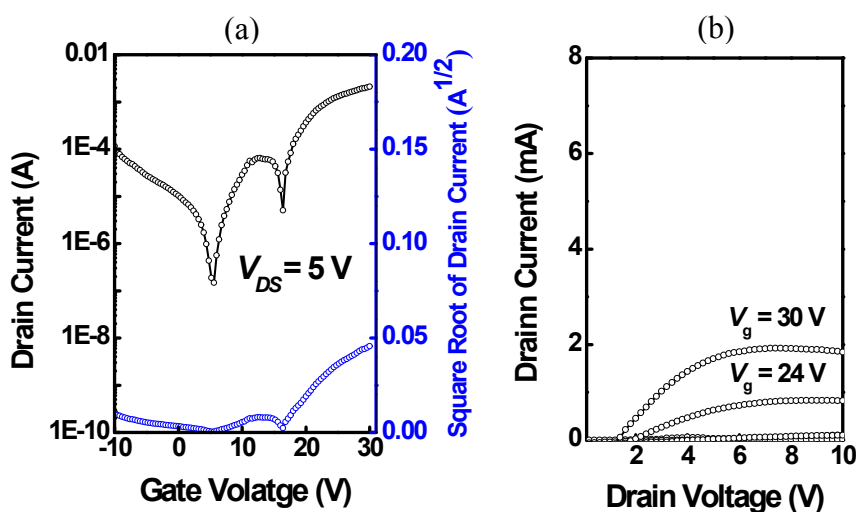 (a)
0.01
1E-4
1E-6
1E-8
1E-10
-10
0
10
20
30
Drain Current (A)
Gate Volatge (V)
V_DS = 5 V
0.20
0.15
0.10
0.05
0.00
Square Root of Drain Current (A^1/2)
(b)
8
6
4
2
0
2
4
6
8
10
Drainn Current (mA)
Drain Voltage (V)
V_g = 30 V
V_g = 24 V